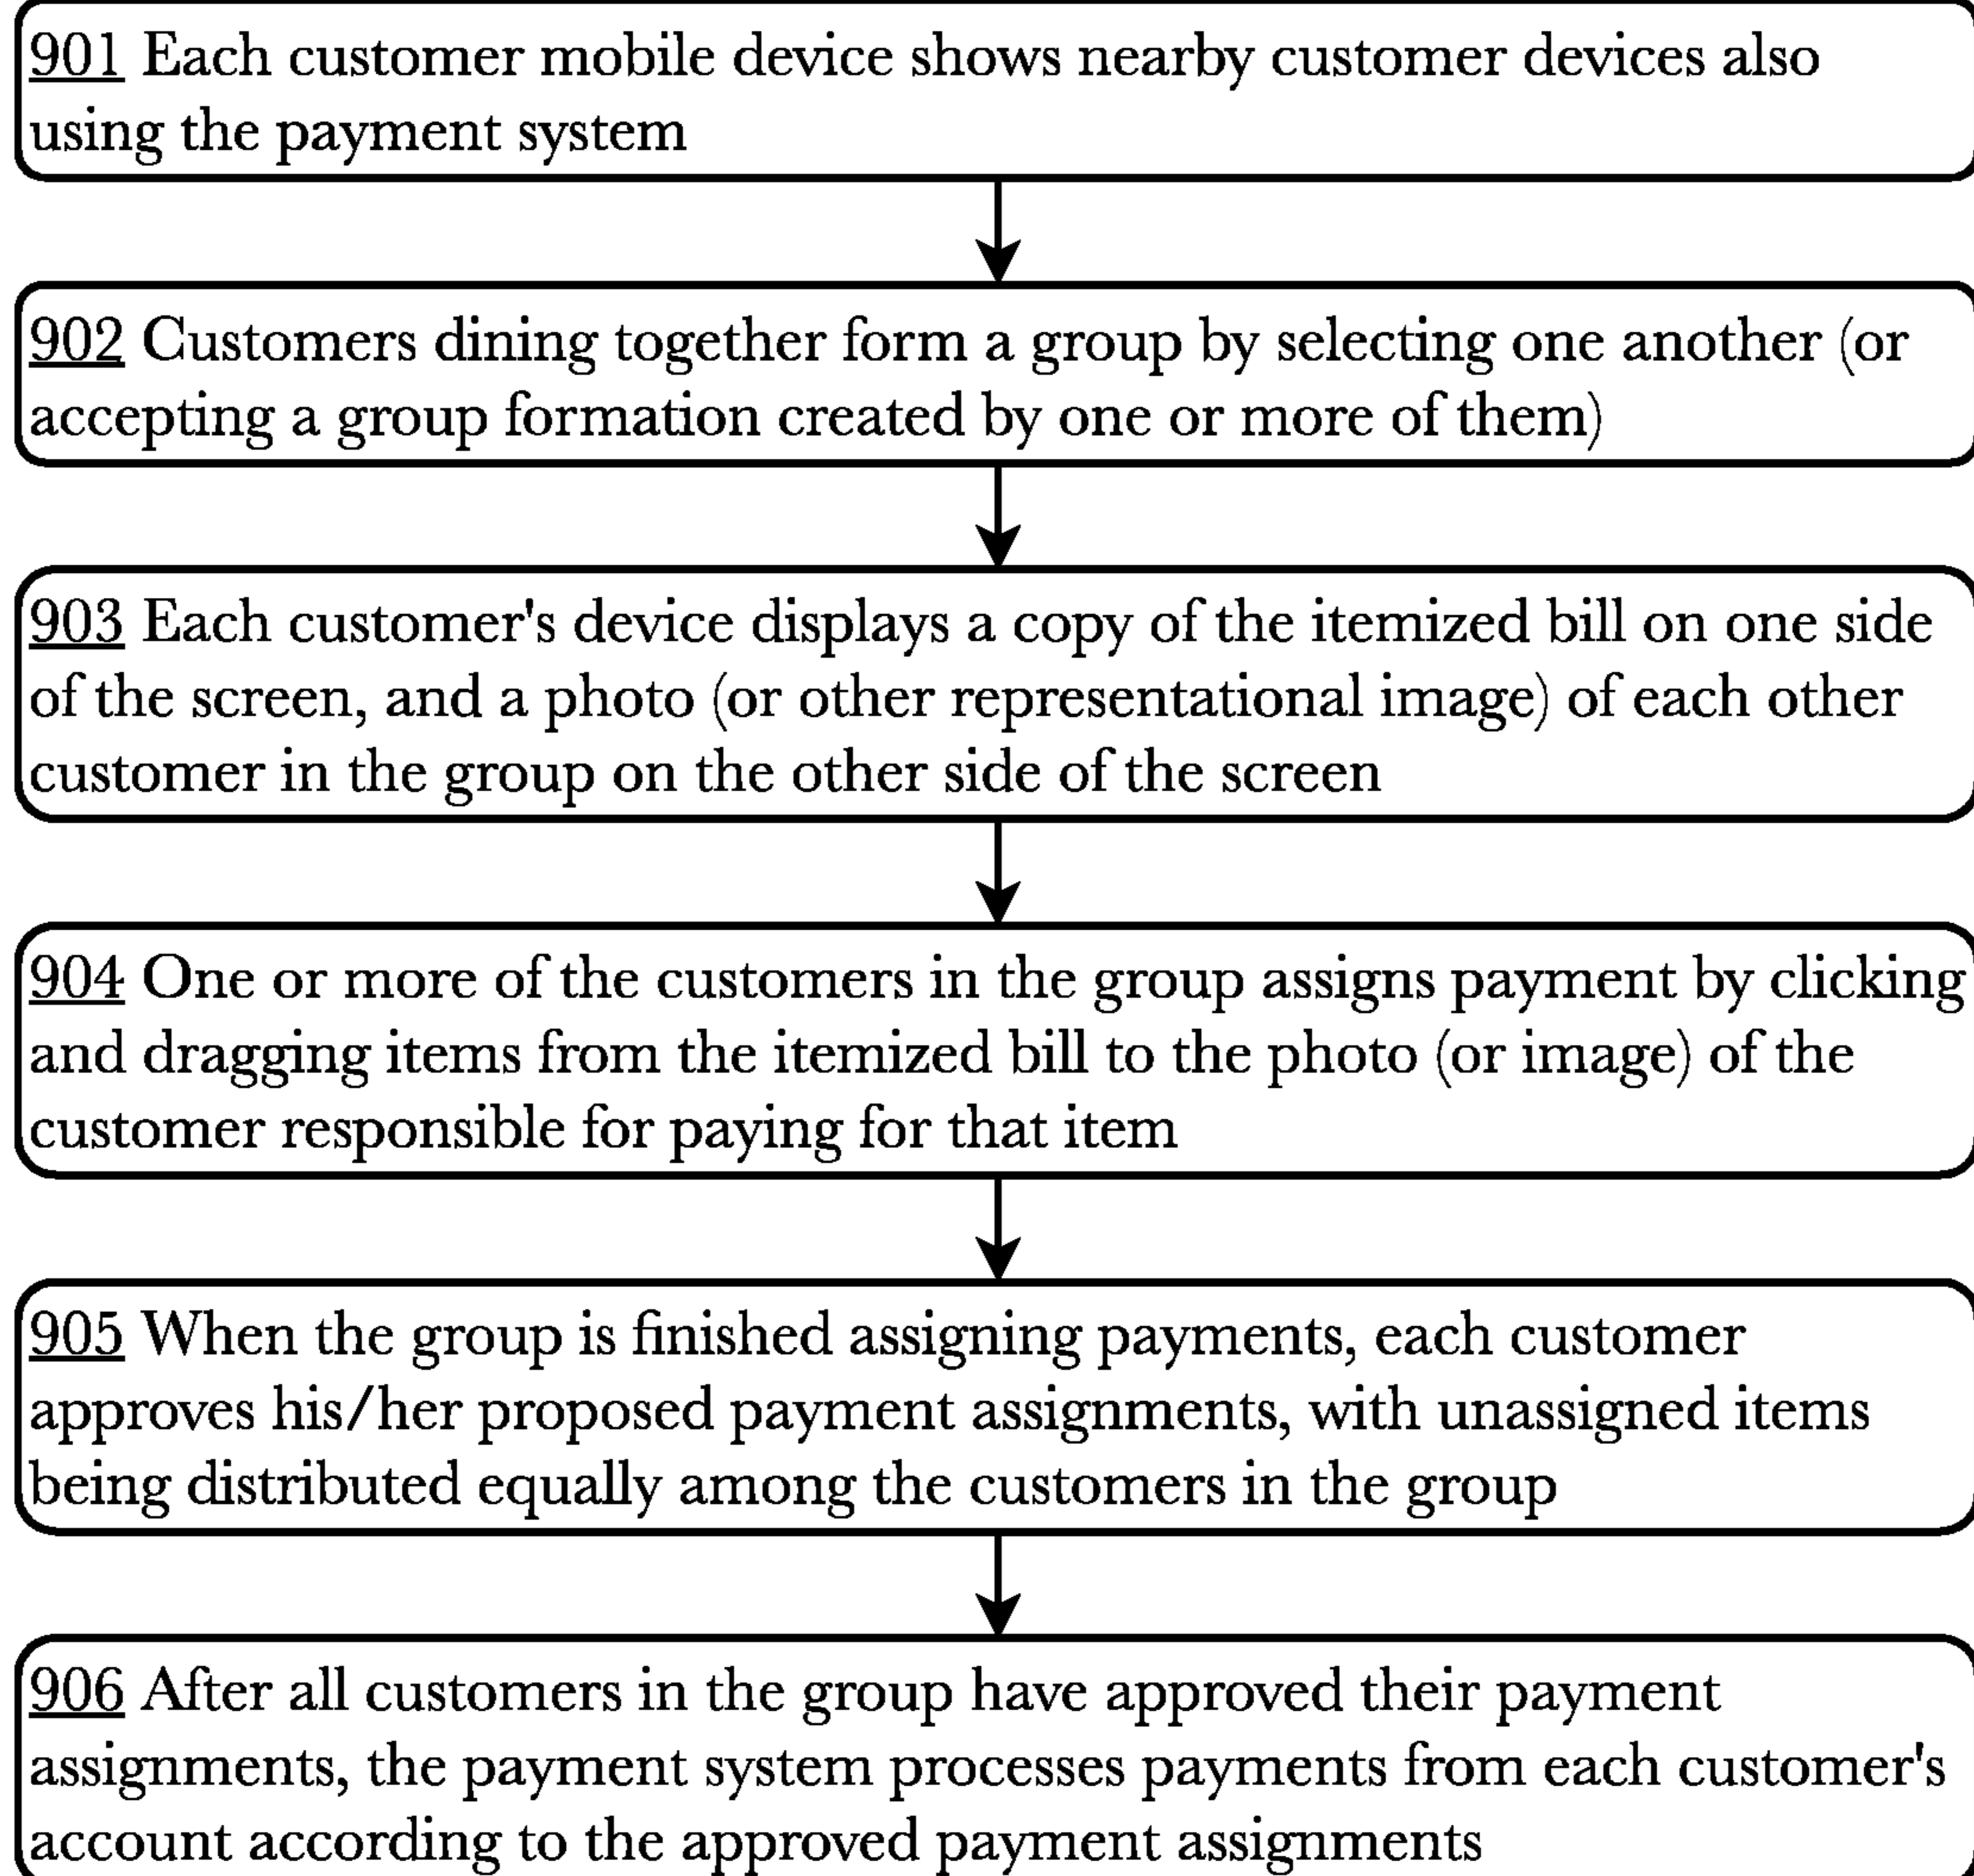 901 Each customer mobile device shows nearby customer devices also
using the payment system
902 Customers dining together form a group by selecting one another (or
accepting a group formation created by one or more of them)
903 Each customer's device displays a copy of the itemized bill on one side
of the screen, and a photo (or other representational image) of each other
customer in the group on the other side of the screen
904 One or more of the customers in the group assigns payment by clicking
and dragging items from the itemized bill to the photo (or image) of the
customer responsible for paying for that item
905 When the group is finished assigning payments, each customer
approves his/her proposed payment assignments, with unassigned items
being distributed equally among the customers in the group
906 After all customers in the group have approved their payment
assignments, the payment system processes payments from each customer's
account according to the approved payment assignments